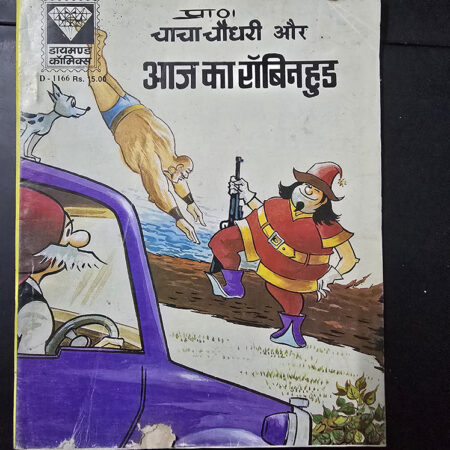 डायमण्ड
कॉमिक्स
D-1166 Rs. 15.00
प्राण
चाचा चौधरी और
आज का रॉबिनहुड